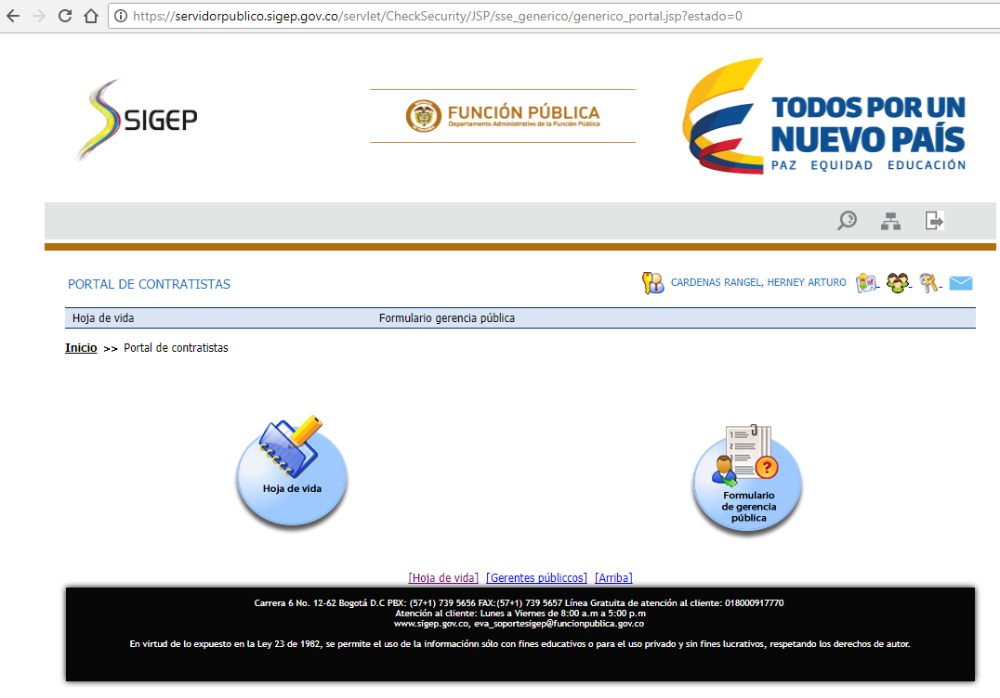 https://servidorpublico.sigep.gov.co/servlet/CheckSecurity/JSP/sse_generico/generico_portal.jsp?estado=0
SIGEP
FUNCIÓN PÚBLICA
Departamento Administrativo de la Función Pública
TODOS POR UN
NUEVO PAÍS
PAZ EQUIDAD EDUCACIÓN
PORTAL DE CONTRATISTAS
CARDENAS RANGEL, HERNEY ARTURO
Hoja de vida
Formulario gerencia pública
Inicio >> Portal de contratistas
Hoja de vida
1
2
3
?
Formulario
de gerencia
pública
[Hoja de vida] [Gerentes públiccos] [Arriba]
Carrera 6 No. 12-62 Bogotá D.C PBX: (57+1) 739 5656 FAX:(57+1) 739 5657 Línea Gratuita de atención al cliente: 018000917770
Atención al cliente: Lunes a Viernes de 8:00 a.m a 5:00 p.m
www.sigep.gov.co, eva_soportesigep@funcionpublica.gov.co
En virtud de lo expuesto en la Ley 23 de 1982, se permite el uso de la informaciónn sólo con fines educativos o para el uso privado y sin fines lucrativos, respetando los derechos de autor.